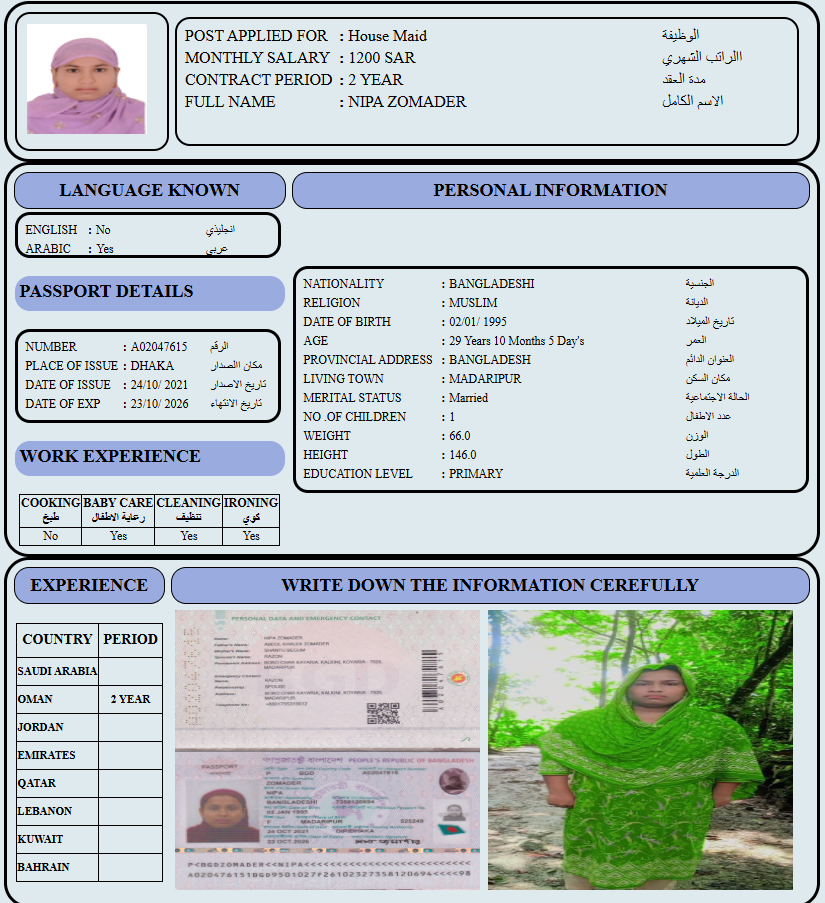 POST APPLIED FOR : House Maid الوظيفة
MONTHLY SALARY : 1200 SAR االراتب الشهري
CONTRACT PERIOD : 2 YEAR مدة العقد
FULL NAME : NIPA ZOMADER الاسم الكامل
LANGUAGE KNOWN
ENGLISH : No انجليذي
ARABIC : Yes عربي
PASSPORT DETAILS
NUMBER : A02047615 الرقم
PLACE OF ISSUE : DHAKA مكان االصدار
DATE OF ISSUE : 24/10/ 2021 تاريخ الاصدار
DATE OF EXP : 23/10/ 2026 تاريخ الانتهاء
WORK EXPERIENCE
COOKING BABY CARE CLEANING IRONING
طبخ رعاية الاطفال تنظيف كوي
No Yes Yes Yes
PERSONAL INFORMATION
NATIONALITY : BANGLADESHI الجنسية
RELIGION : MUSLIM الديانة
DATE OF BIRTH : 02/01/ 1995 تاريخ الميلاد
AGE : 29 Years 10 Months 5 Day's العمر
PROVINCIAL ADDRESS : BANGLADESH العنوان الدائم
LIVING TOWN : MADARIPUR مكان السكن
MERITAL STATUS : Married الحالة الاجتماعية
NO .OF CHILDREN : 1 عدد الاطفال
WEIGHT : 66.0 الوزن
HEIGHT : 146.0 الطول
EDUCATION LEVEL : PRIMARY الدرجة العلمية
EXPERIENCE
COUNTRY PERIOD
SAUDI ARABIA
OMAN 2 YEAR
JORDAN
EMIRATES
QATAR
LEBANON
KUWAIT
BAHRAIN
WRITE DOWN THE INFORMATION CEREFULLY
PERSONAL DATA AND EMERGENCY CONTACT
NIPA ZOMADER
RAZON
MADARIPUR
RAZON
SPOUSE
MADARIPUR
PASSPORT
PEOPLE'S REPUBLIC OF BANGLADESH
P BGD A02047615
ZOMADER
NIPA
BANGLADESHI
02 JAN 1995
F MADARIPUR
24 OCT 2021 DIP/DHAKA
23 OCT 2026